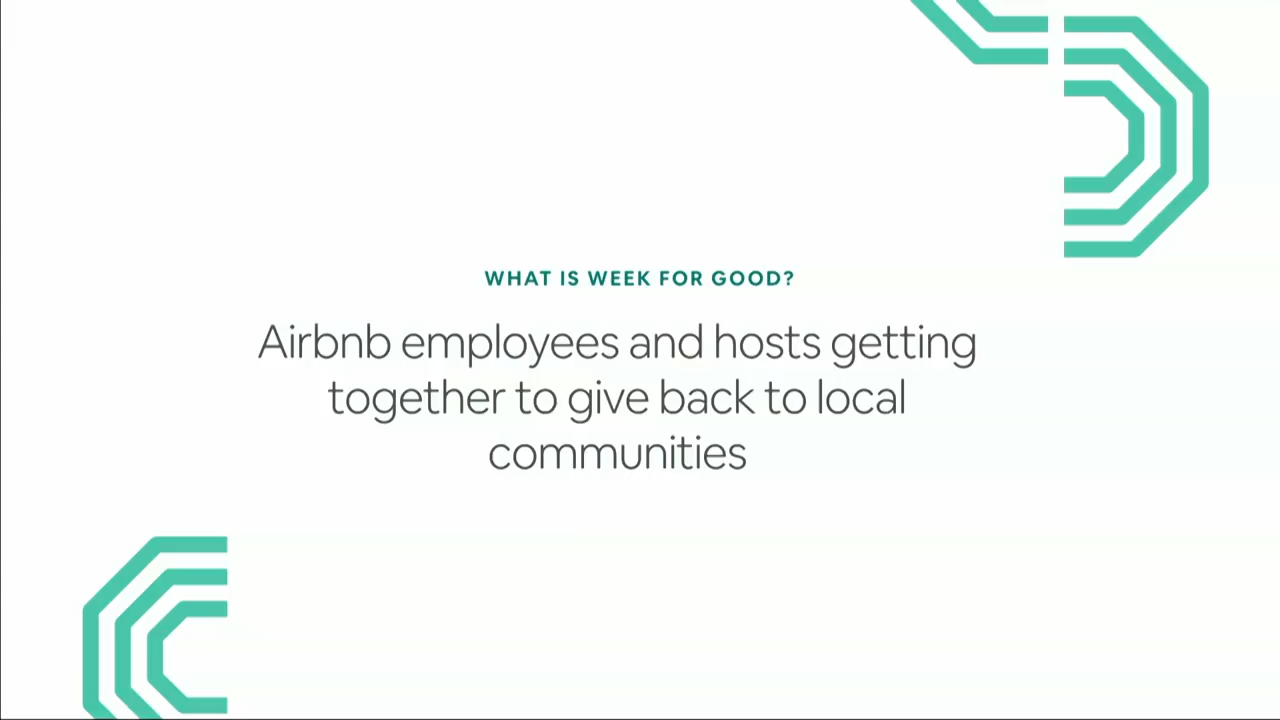 WHAT IS WEEK FOR GOOD?
Airbnb employees and hosts getting
together to give back to local
communities